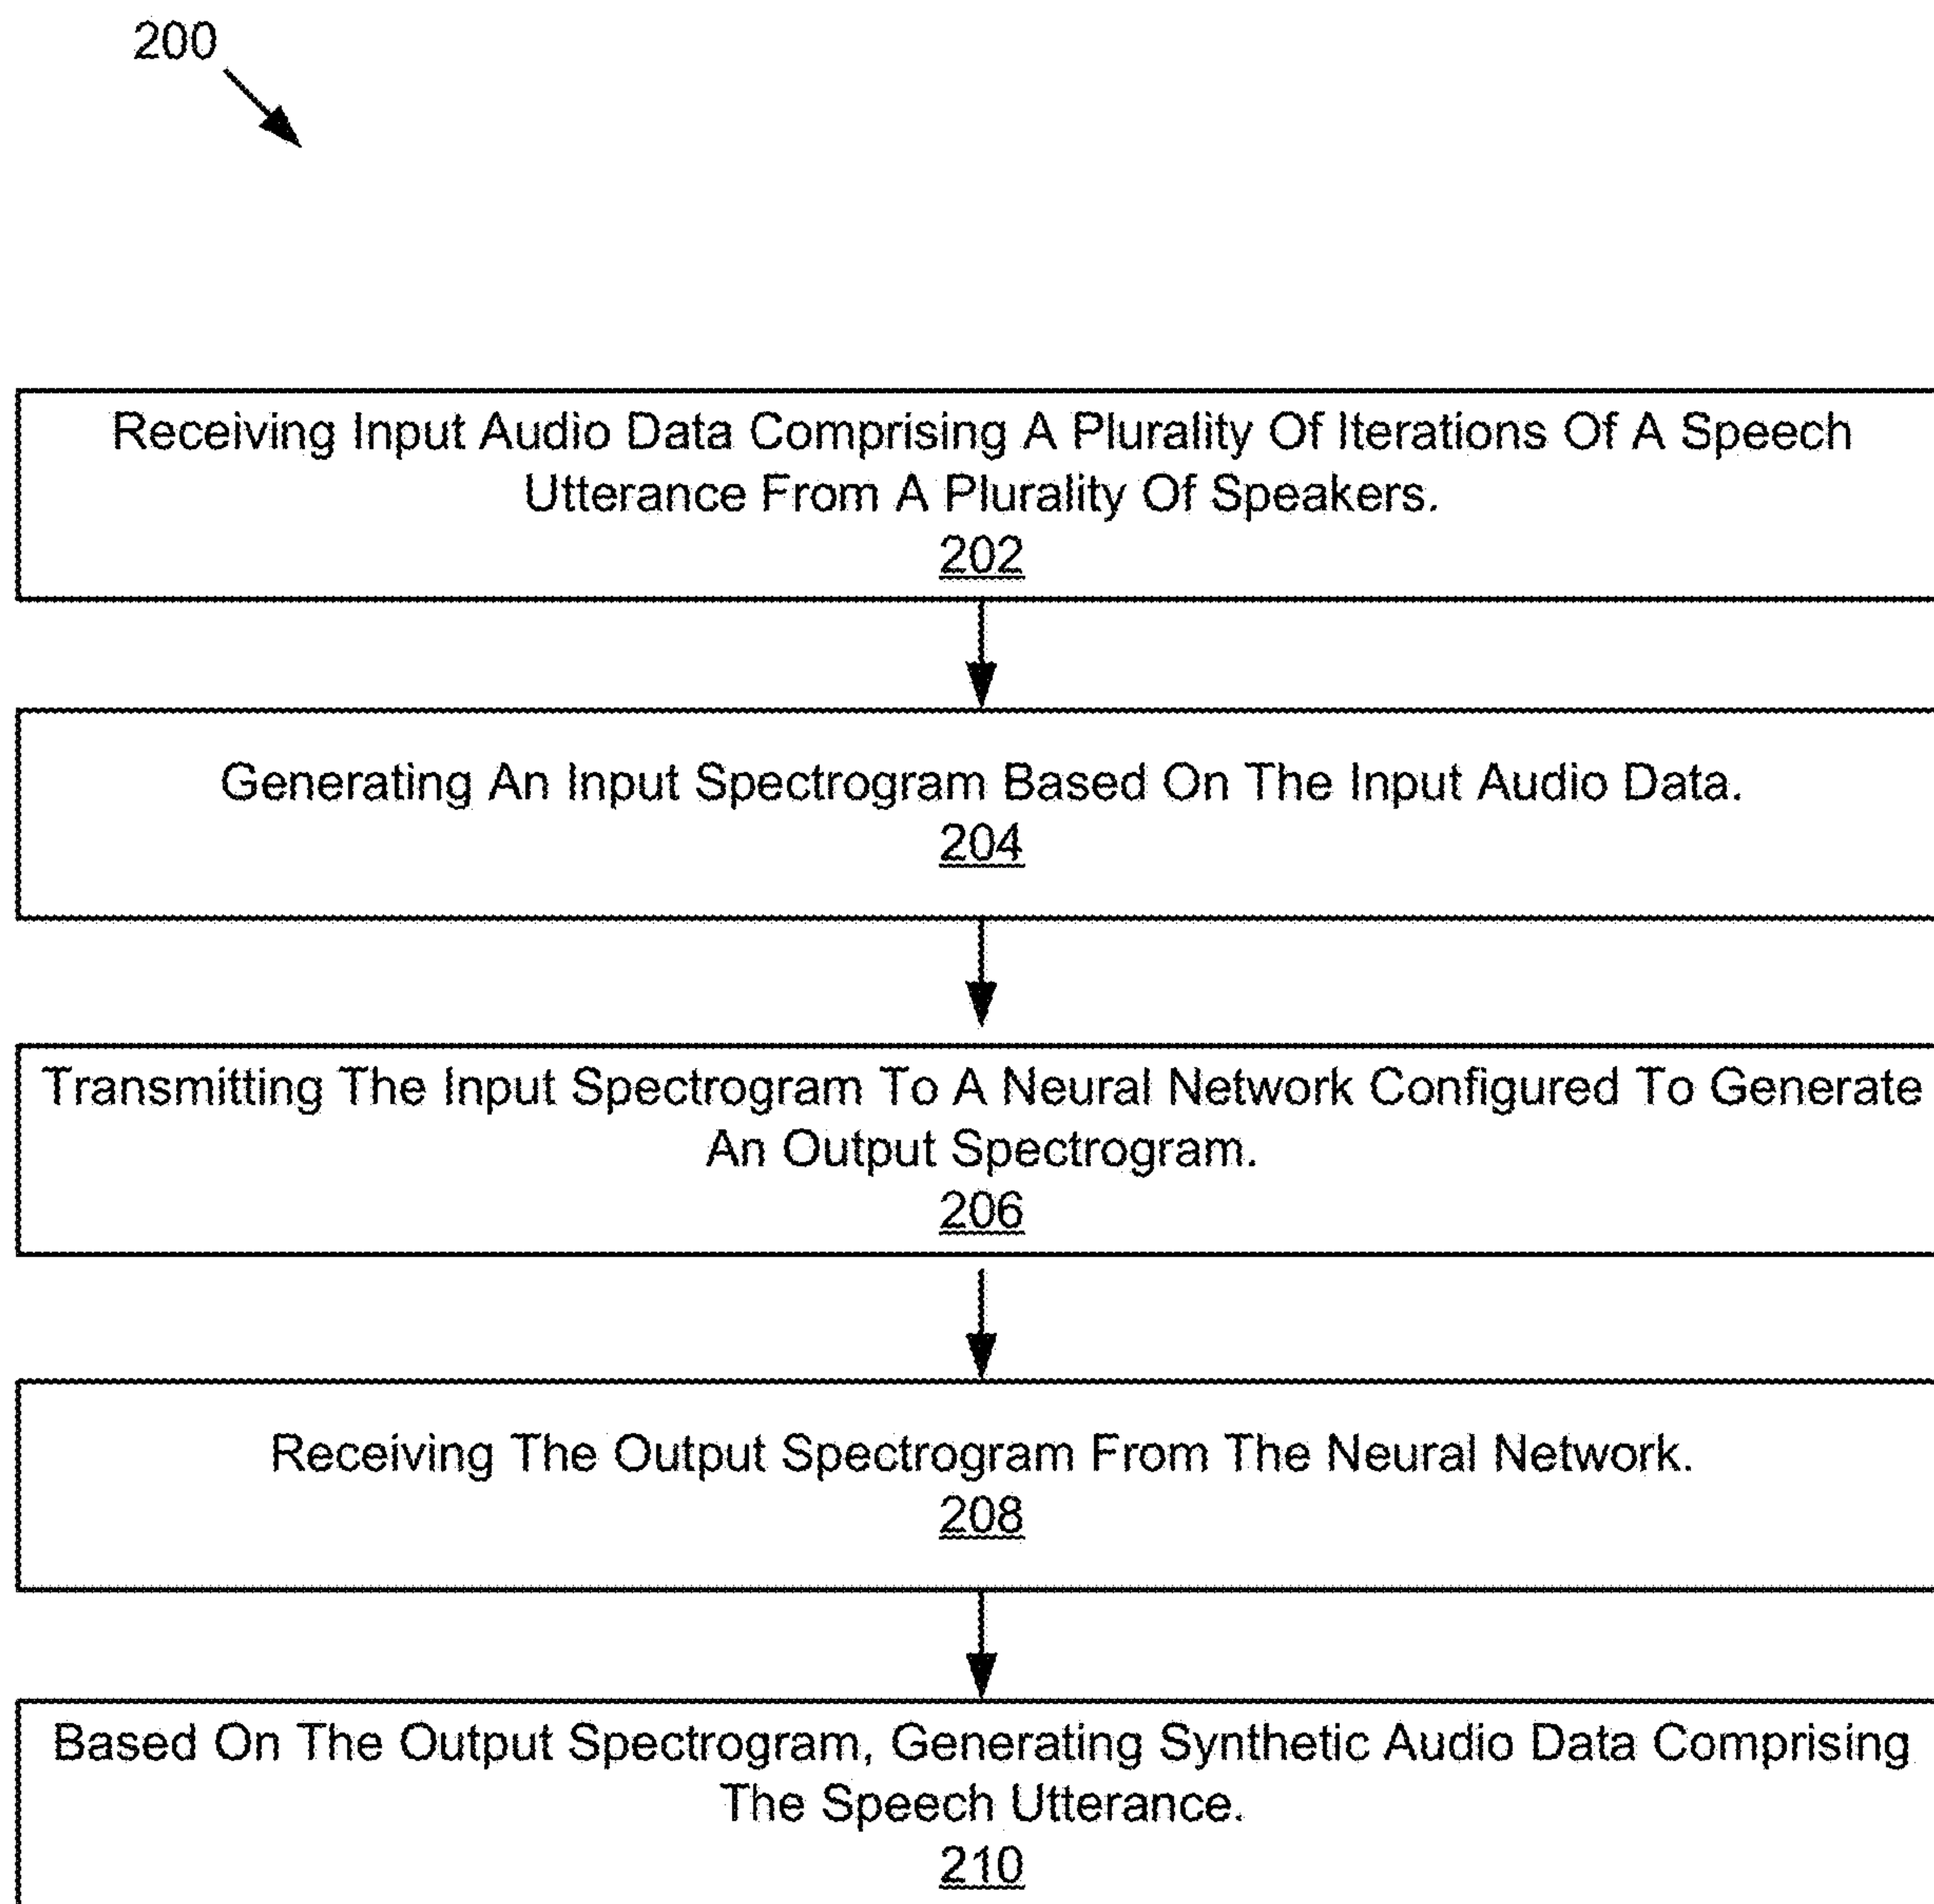 200
Receiving Input Audio Data Comprising A Plurality Of Iterations Of A Speech
Utterance From A Plurality Of Speakers.
202
Generating An Input Spectrogram Based On The Input Audio Data.
204
Transmitting The Input Spectrogram To A Neural Network Configured To Generate
An Output Spectrogram.
206
Receiving The Output Spectrogram From The Neural Network.
208
Based On The Output Spectrogram, Generating Synthetic Audio Data Comprising
The Speech Utterance.
210